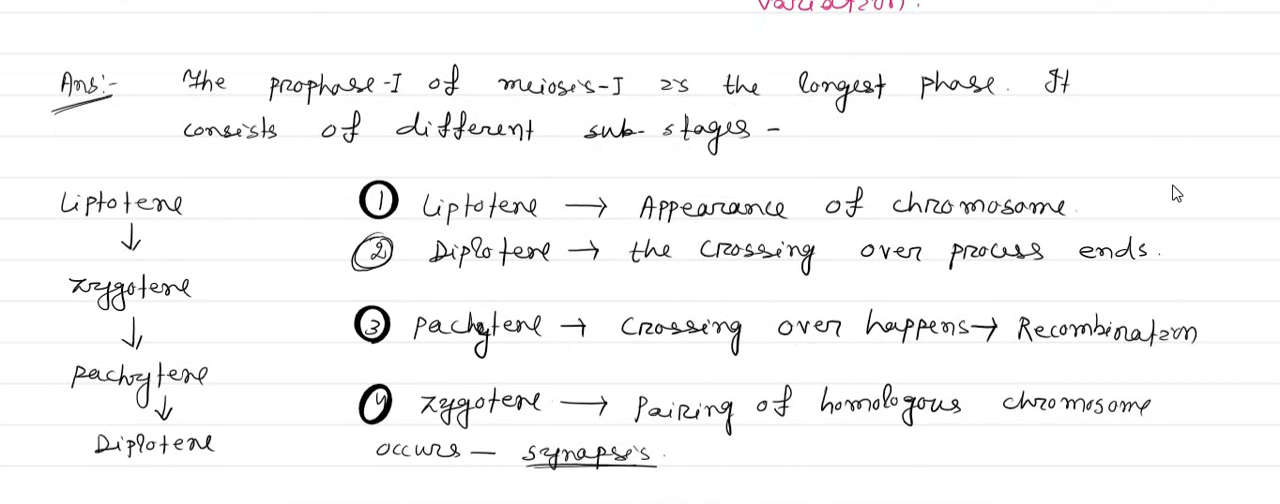 variation.
Ans:- The prophase-I of meiosis-I is the longest phase. It
consists of different sub-stages -
Liptotene
↓
Zygotene
↓
Pachytene
↓
Diplotene
① Liptotene → Appearance of chromosome.
② Diplotene → the crossing over process ends.
③ Pachytene → Crossing over happens → Recombination
④ Zygotene → Pairing of homologous chromosome
occurs - synapsis.